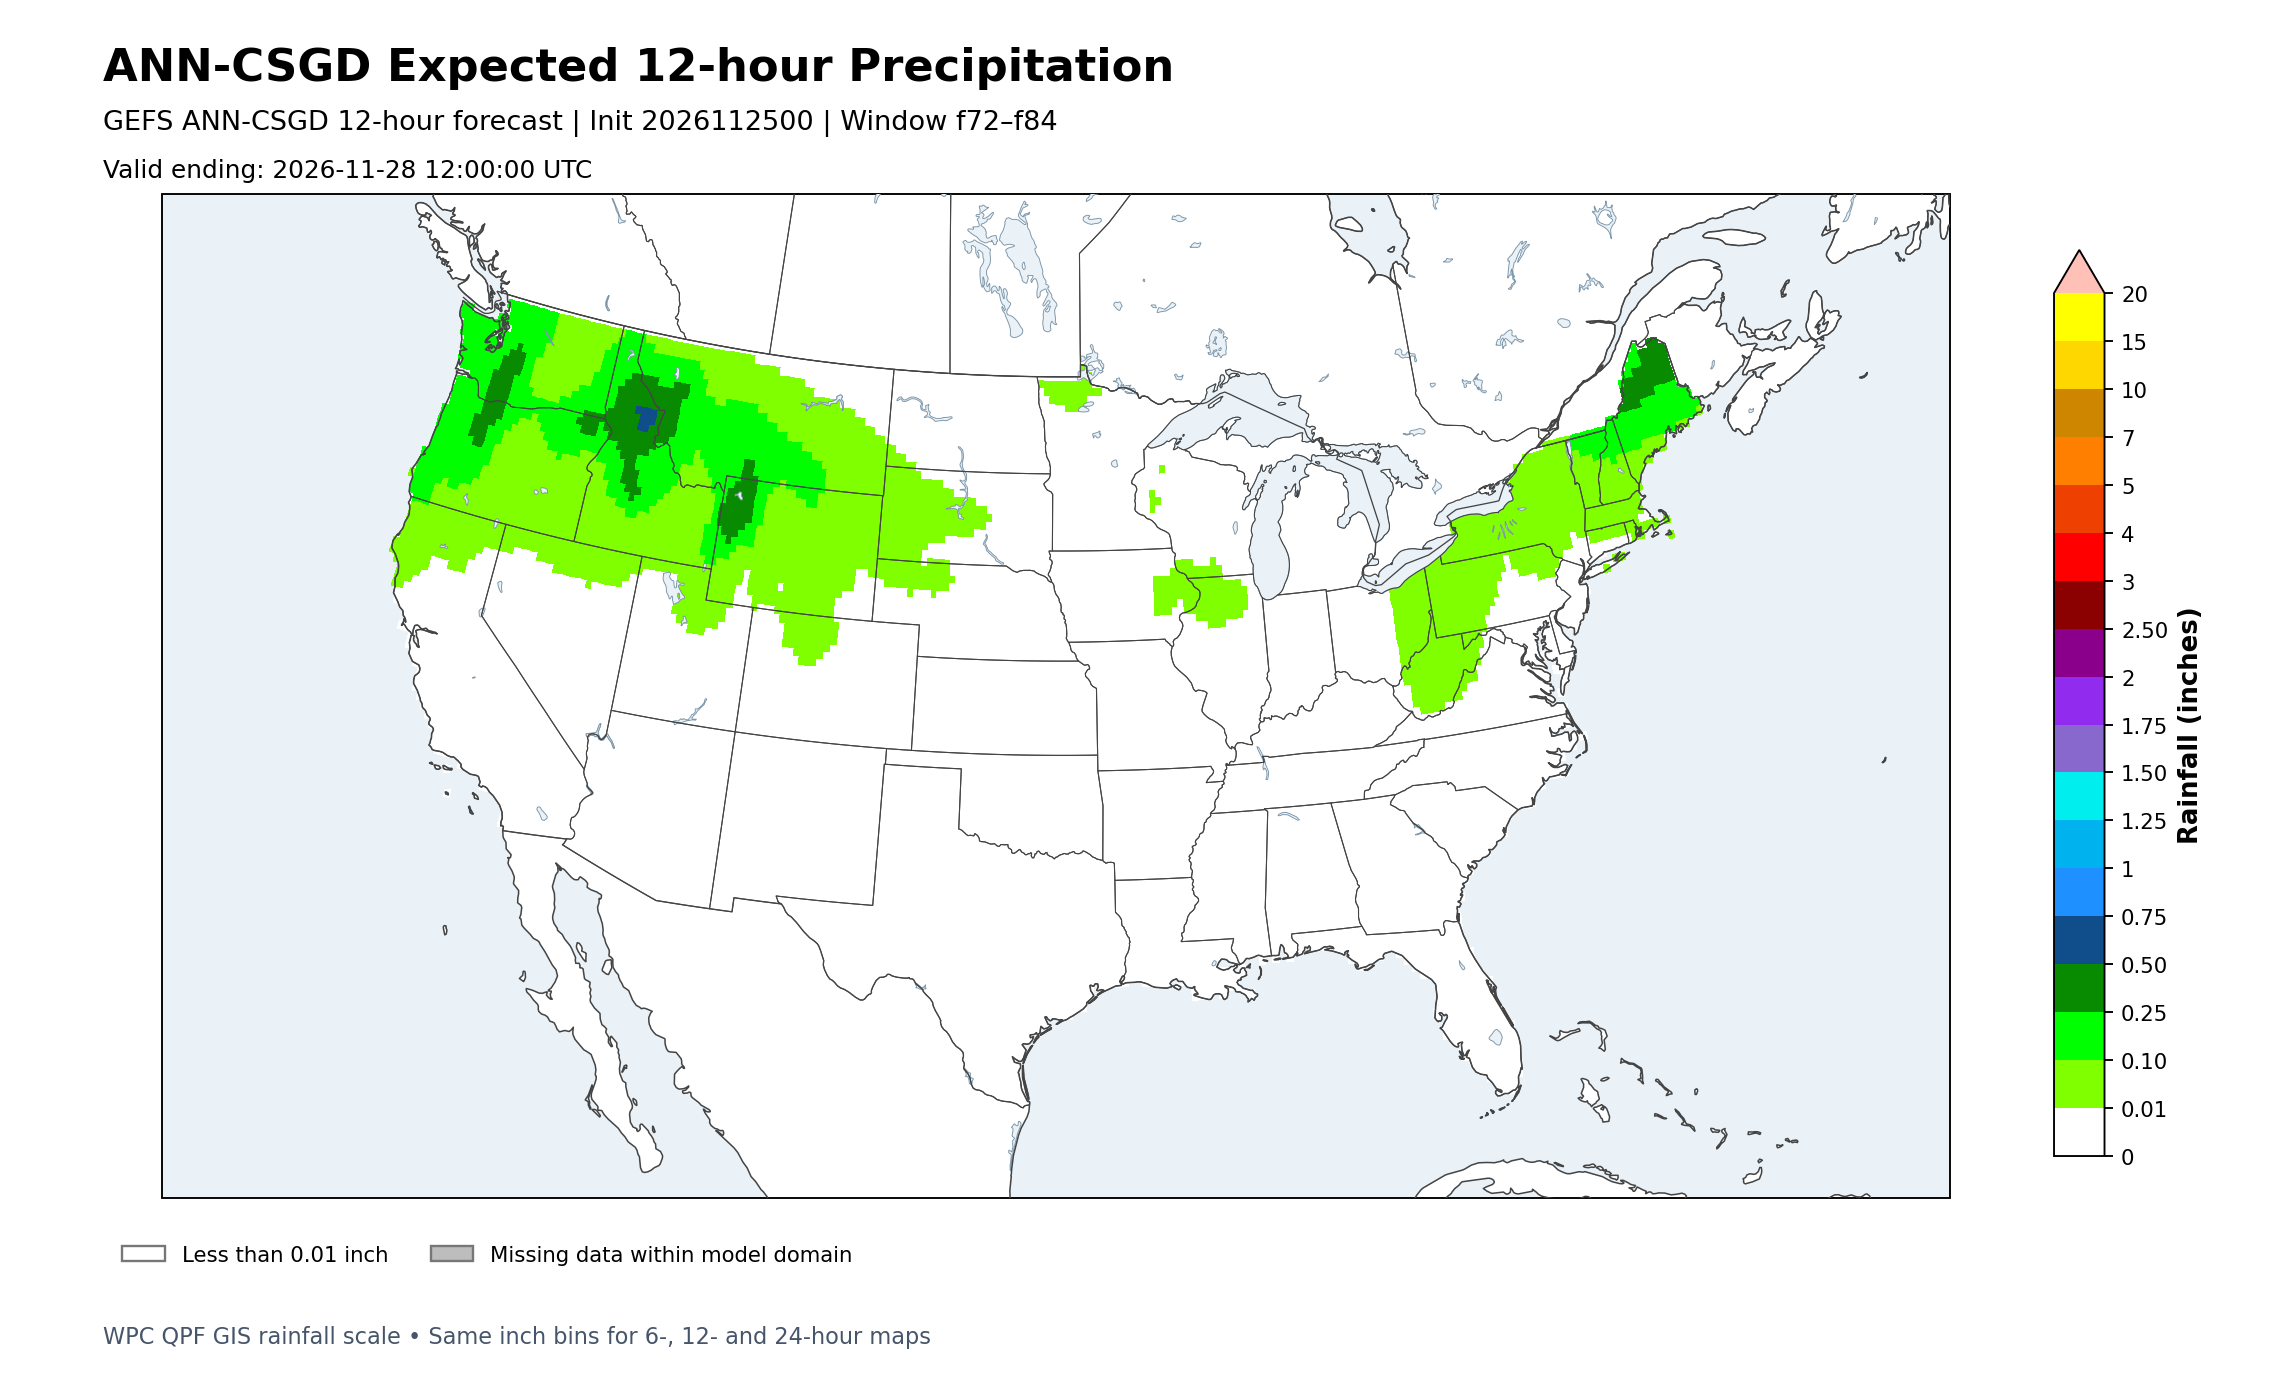 ANN-CSGD Expected 12-hour Precipitation
GEFS ANN-CSGD 12-hour forecast | Init 2026112500 | Window f72–f84
Valid ending: 2026-11-28 12:00:00 UTC
20
15
10
7
5
4
3
2.50
2
1.75
1.50
1.25
1
0.75
0.50
0.25
0.10
0.01
0
Rainfall (inches)
Less than 0.01 inch
Missing data within model domain
WPC QPF GIS rainfall scale • Same inch bins for 6-, 12- and 24-hour maps